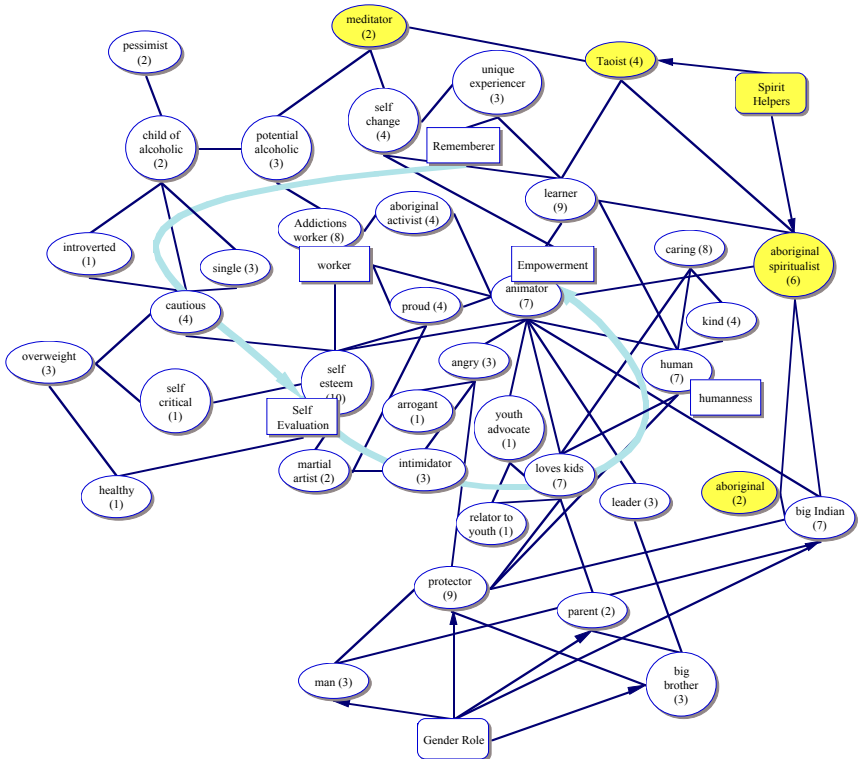 meditator
(2)
pessimist
(2)
Taoist (4)
unique
experiencer
(3)
Spirit
Helpers
self
change
(4)
child of
alcoholic
(2)
potential
alcoholic
(3)
Rememberer
learner
(9)
Addictions
worker (8)
aboriginal
activist (4)
introverted
(1)
single (3)
worker
Empowerment
caring (8)
aboriginal
spiritualist
(6)
cautious
(4)
proud (4)
animator
(7)
kind (4)
overweight
(3)
self
esteem
(10)
angry (3)
human
(7)
self
critical
(1)
Self
Evaluation
arrogant
(1)
youth
advocate
(1)
humanness
martial
artist (2)
intimidator
(3)
loves kids
(7)
aboriginal
(2)
healthy
(1)
relator to
youth (1)
leader (3)
big Indian
(7)
protector
(9)
parent (2)
man (3)
big
brother
(3)
Gender Role